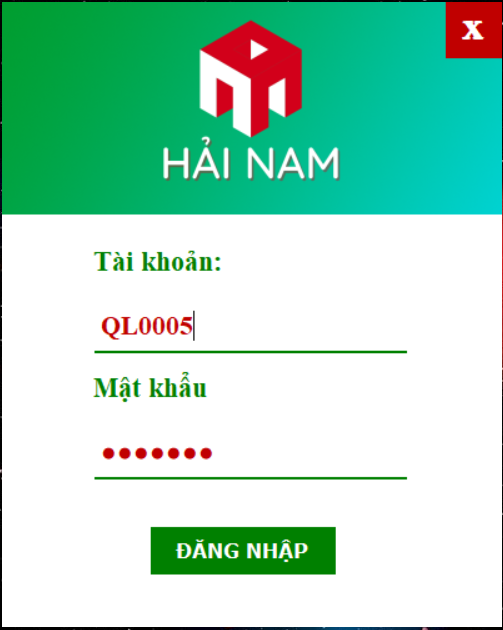 X
HẢI NAM
Tài khoản:
QL0005
Mật khẩu
●●●●●●●
ĐĂNG NHẬP